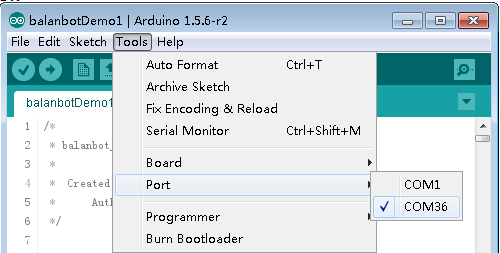 balanbotDemo1 | Arduino 1.5.6-r2
File Edit Sketch Tools Help
Auto Format Ctrl+T
Archive Sketch
balanbotDemo1
Fix Encoding & Reload
1 /*
Serial Monitor Ctrl+Shift+M
2 * balanbot_
3 *
Board
4 * Created
Port
COM1
5 * Auth
✓ COM36
6 */
Programmer
7
Burn Bootloader